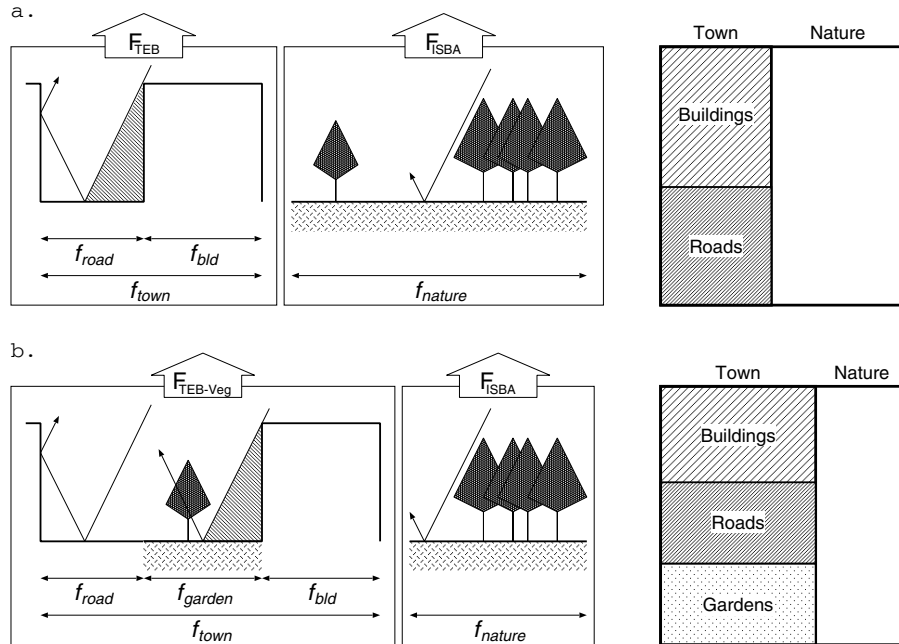 a.
F_TEB
F_ISBA
Town Nature
Buildings
Roads
f_road f_bld
f_town
f_nature
b.
F_TEB-Veg
F_ISBA
Town Nature
Buildings
Roads
Gardens
f_road f_garden f_bld
f_town
f_nature